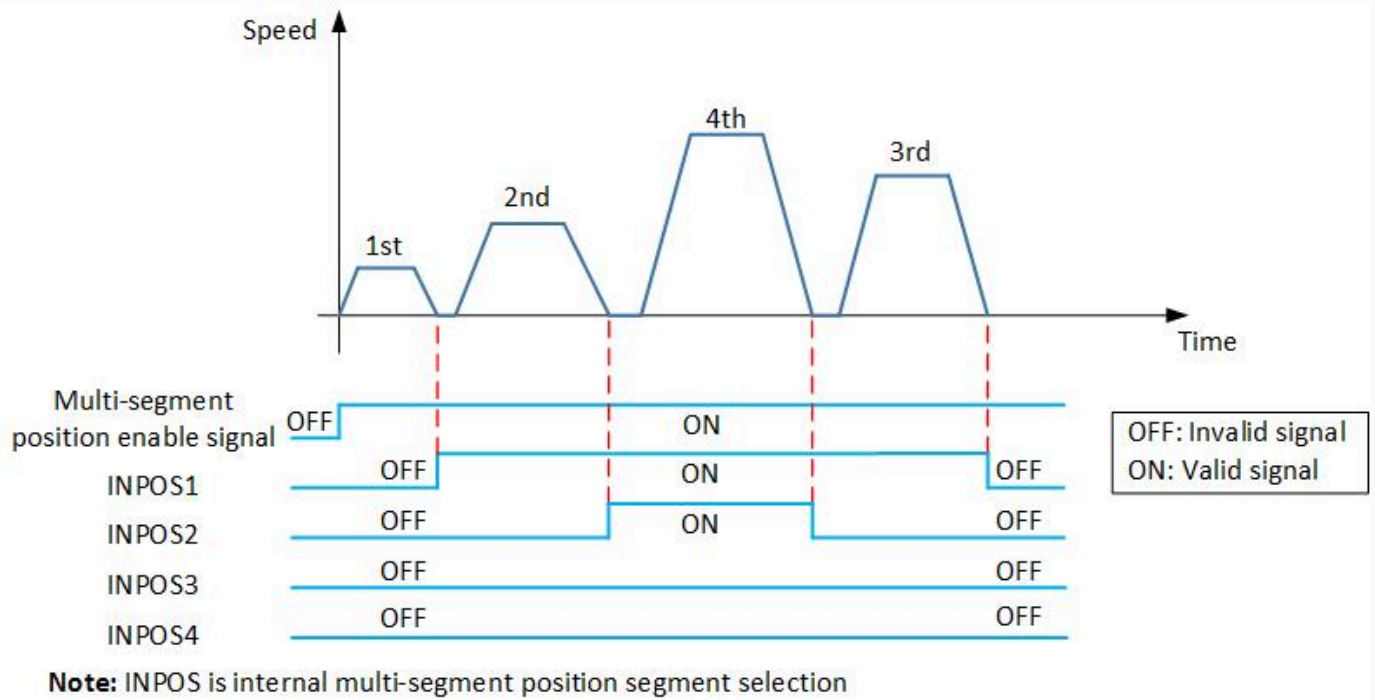 Speed
4th
3rd
2nd
1st
Time
Multi-segment
position enable signal
OFF
ON
OFF: Invalid signal
ON: Valid signal
INPOS1
OFF
ON
OFF
INPOS2
OFF
ON
OFF
INPOS3
OFF
OFF
INPOS4
OFF
OFF
Note: INPOS is internal multi-segment position segment selection